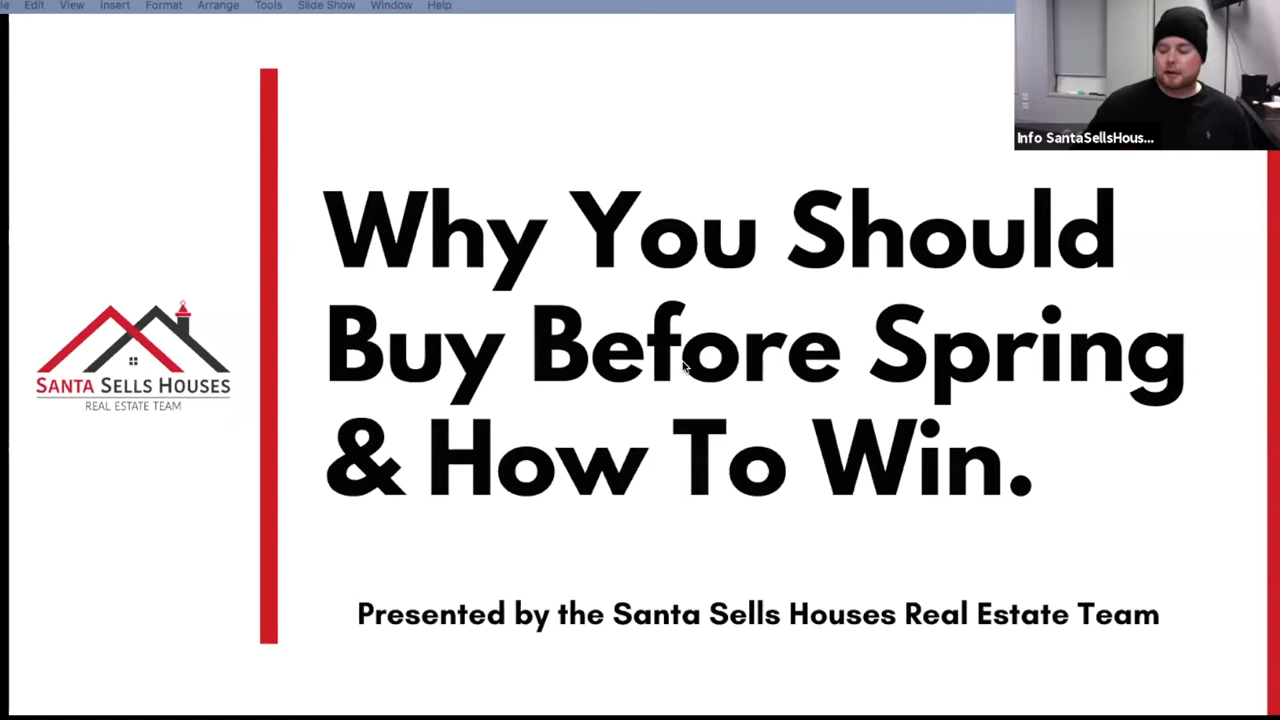 Edit View Insert Format Arrange Tools Slide Show Window Help
Info SantaSellsHous...
Why You Should
Buy Before Spring
& How To Win.
SANTA SELLS HOUSES
REAL ESTATE TEAM
Presented by the Santa Sells Houses Real Estate Team